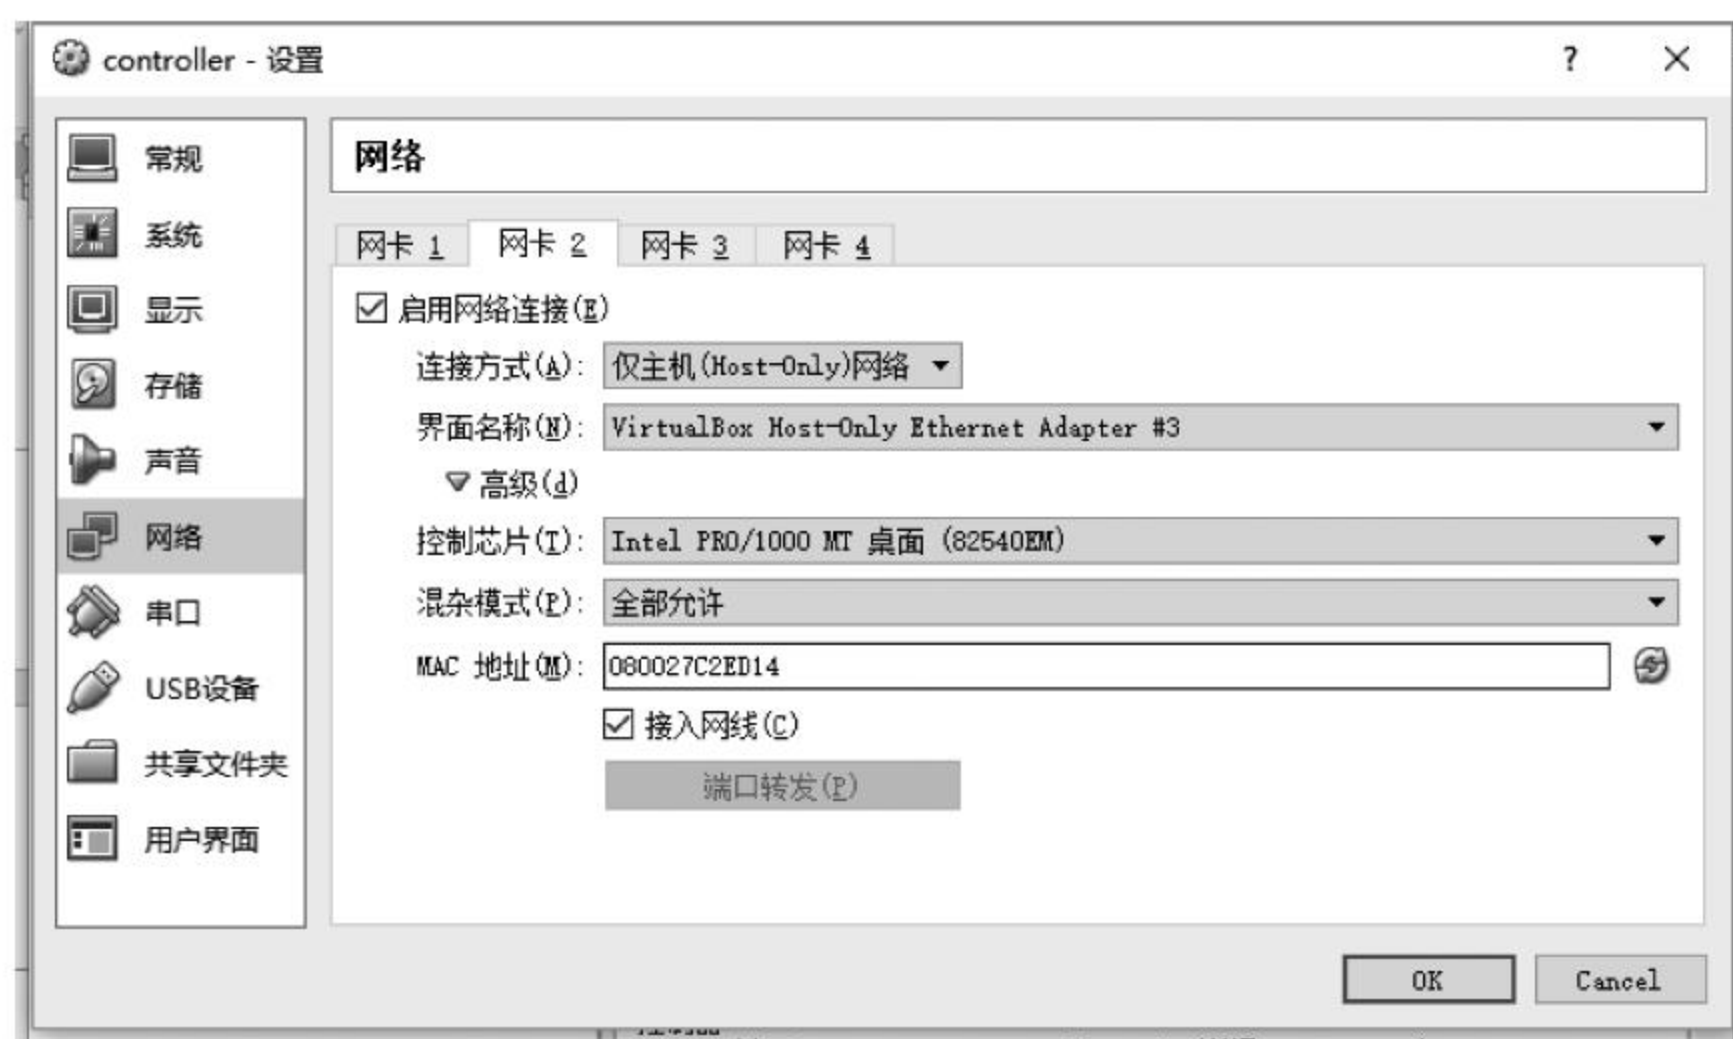 controller - 设置
?
常规
系统
显示
存储
声音
网络
串口
USB设备
共享文件夹
用户界面
网络
网卡 1 网卡 2 网卡 3 网卡 4
启用网络连接(E)
连接方式(A): 仅主机(Host-Only)网络
界面名称(N): VirtualBox Host-Only Ethernet Adapter #3
高级(d)
控制芯片(T): Intel PRO/1000 MT 桌面 (82540EM)
混杂模式(P): 全部允许
MAC 地址(M): 080027C2ED14
接入网线(C)
端口转发(P)
OK Cancel